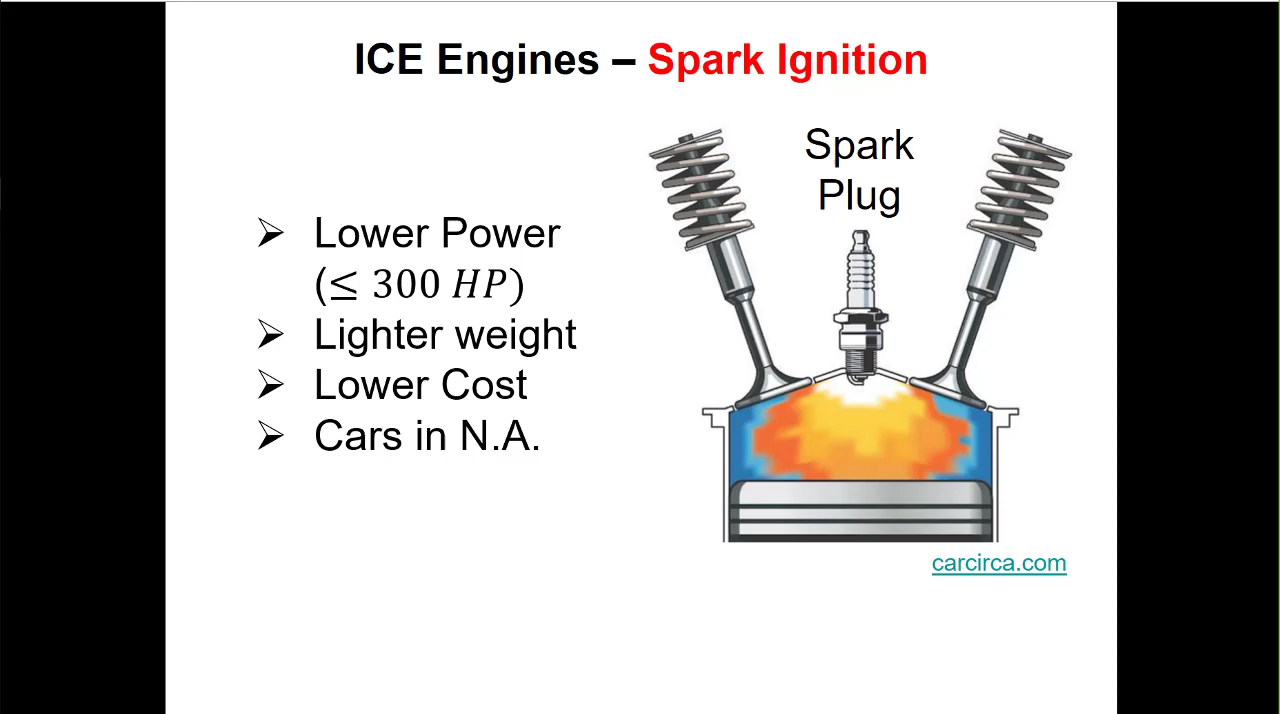 ICE Engines – Spark Ignition
Spark
Plug
➢ Lower Power
(≤ 300 HP)
➢ Lighter weight
➢ Lower Cost
➢ Cars in N.A.
carcirca.com